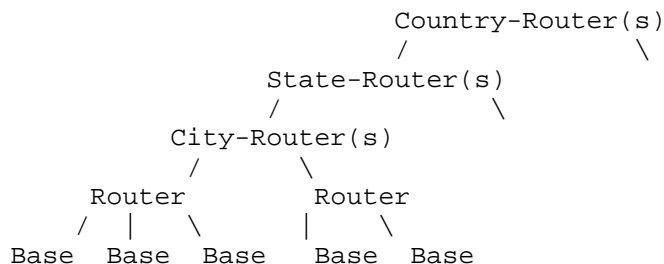 Country-Router(s)
State-Router(s)
City-Router(s)
Router Router
Base Base Base Base Base